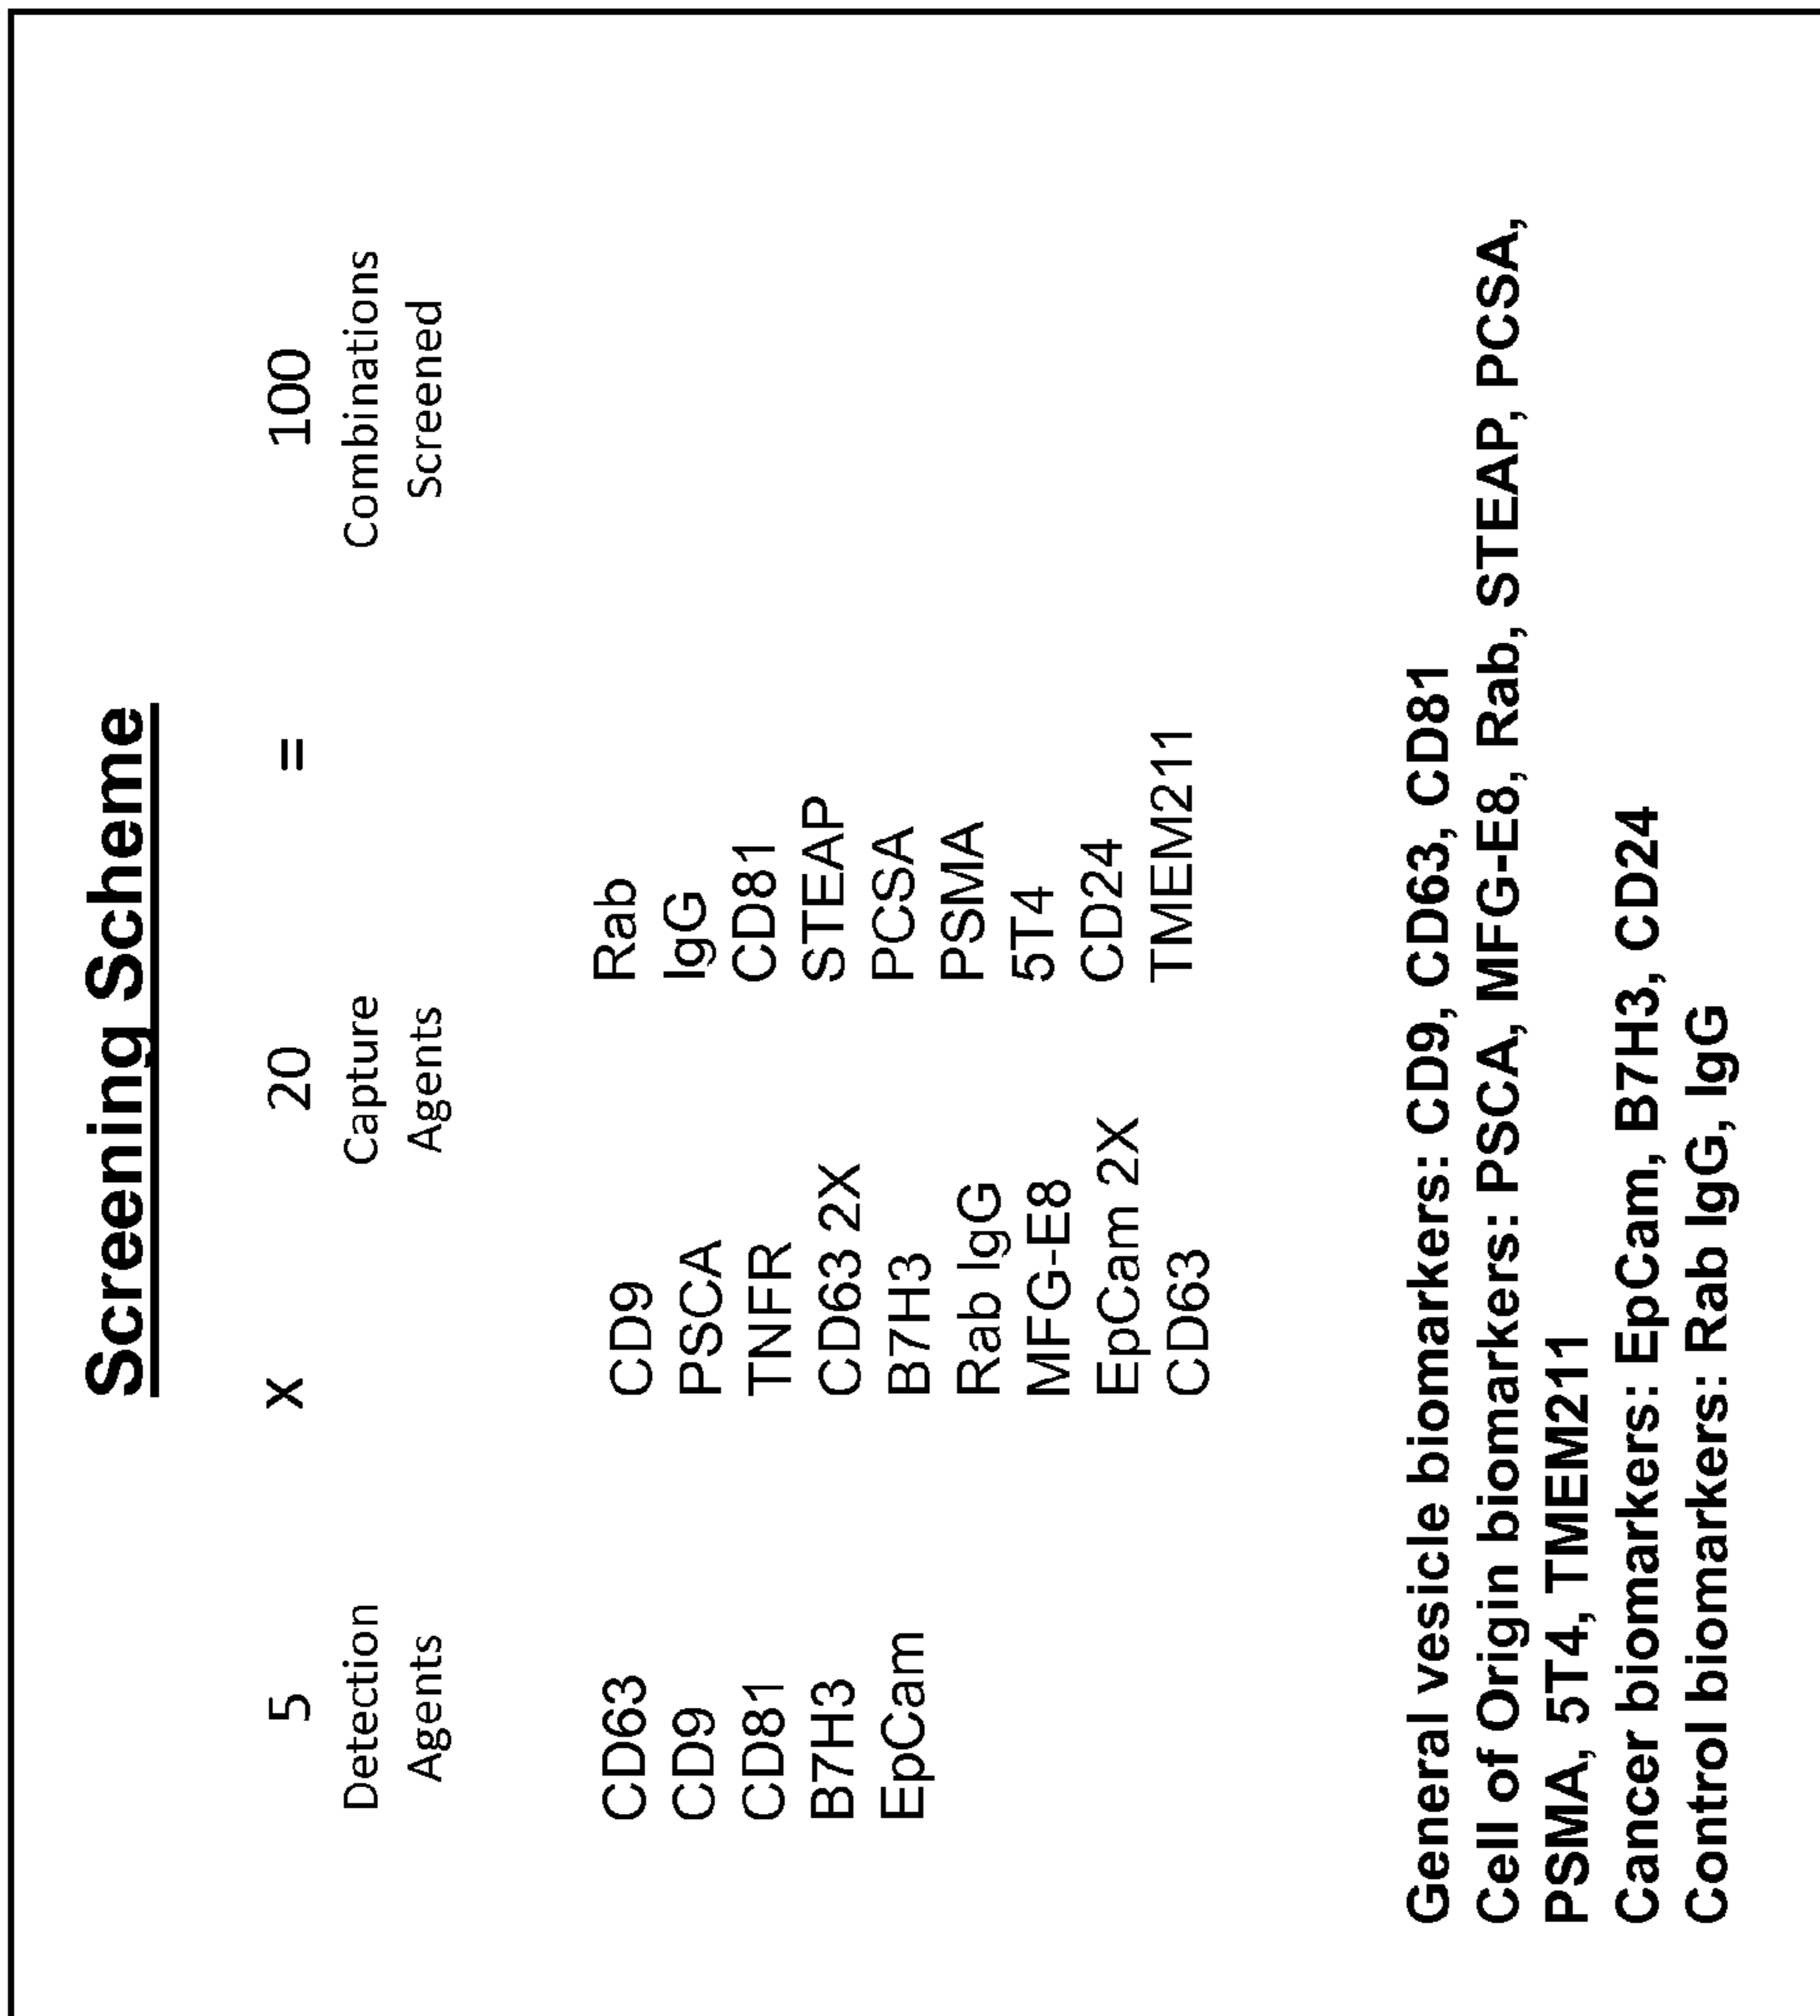 Screening Scheme
5 x 20 = 100
Detection Agents
Capture Agents
Combinations Screened
CD63
CD9
CD81
B7H3
EpCam
CD9
PSCA
TNFR
CD63 2X
B7H3
Rab IgG
MFG-E8
EpCam 2X
CD63
Rab
IgG
CD81
STEAP
PCSA
PSMA
5T4
CD24
TMEM211
General vesicle biomarkers: CD9, CD63, CD81
Cell of Origin biomarkers: PSCA, MFG-E8, Rab, STEAP, PCSA,
PSMA, 5T4, TMEM211
Cancer biomarkers: EpCam, B7H3, CD24
Control biomarkers: Rab IgG, IgG